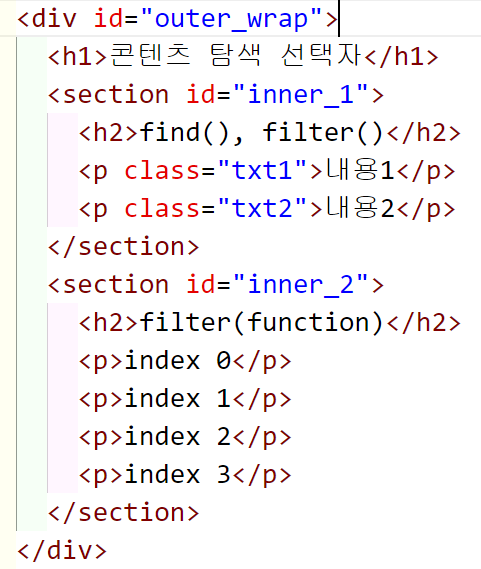 <div id="outer_wrap">
<h1>콘텐츠 탐색 선택자</h1>
<section id="inner_1">
<h2>find(), filter()</h2>
<p class="txt1">내용1</p>
<p class="txt2">내용2</p>
</section>
<section id="inner_2">
<h2>filter(function)</h2>
<p>index 0</p>
<p>index 1</p>
<p>index 2</p>
<p>index 3</p>
</section>
</div>